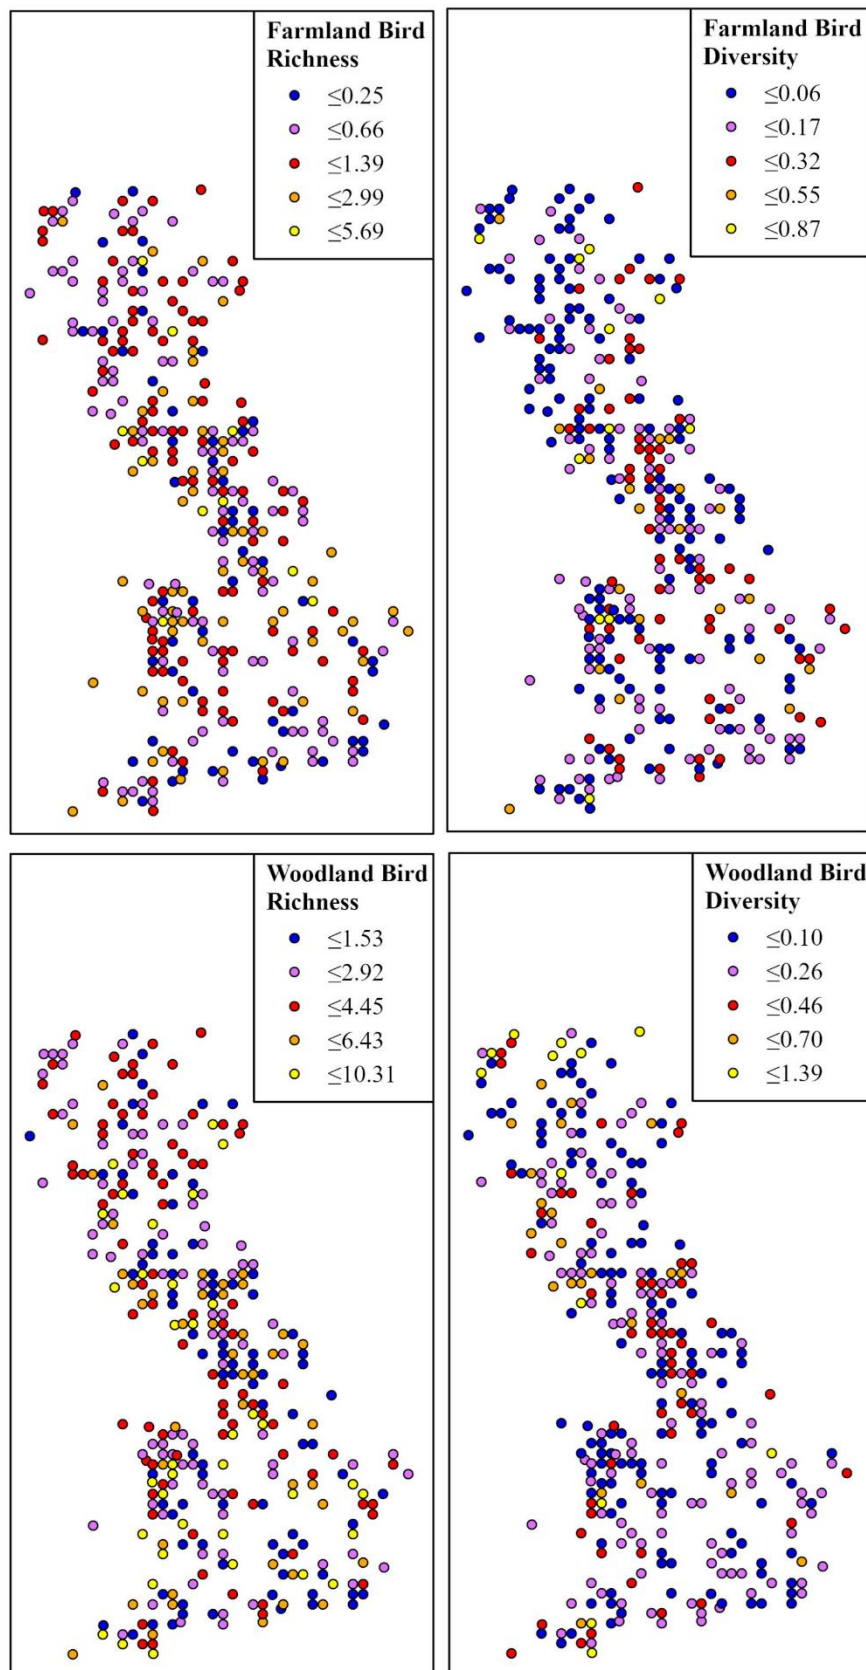 Farmland Bird
Richness
≤0.25
≤0.66
≤1.39
≤2.99
≤5.69
Farmland Bird
Diversity
≤0.06
≤0.17
≤0.32
≤0.55
≤0.87
Woodland Bird
Richness
≤1.53
≤2.92
≤4.45
≤6.43
≤10.31
Woodland Bird
Diversity
≤0.10
≤0.26
≤0.46
≤0.70
≤1.39